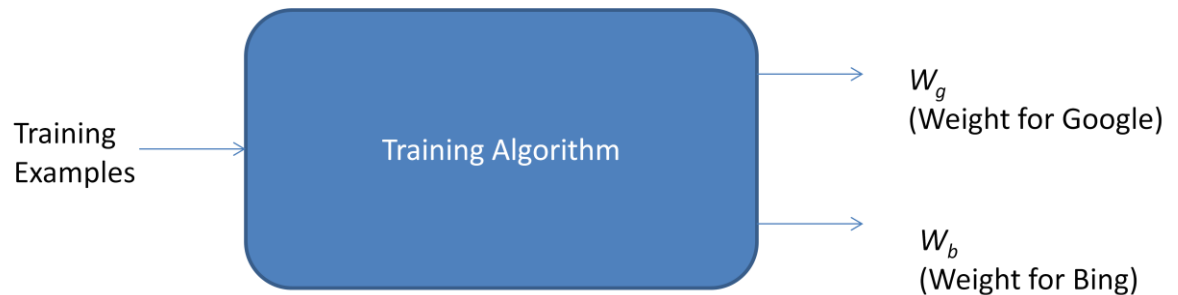 Training
Examples
Training Algorithm
Wg
(Weight for Google)
Wb
(Weight for Bing)